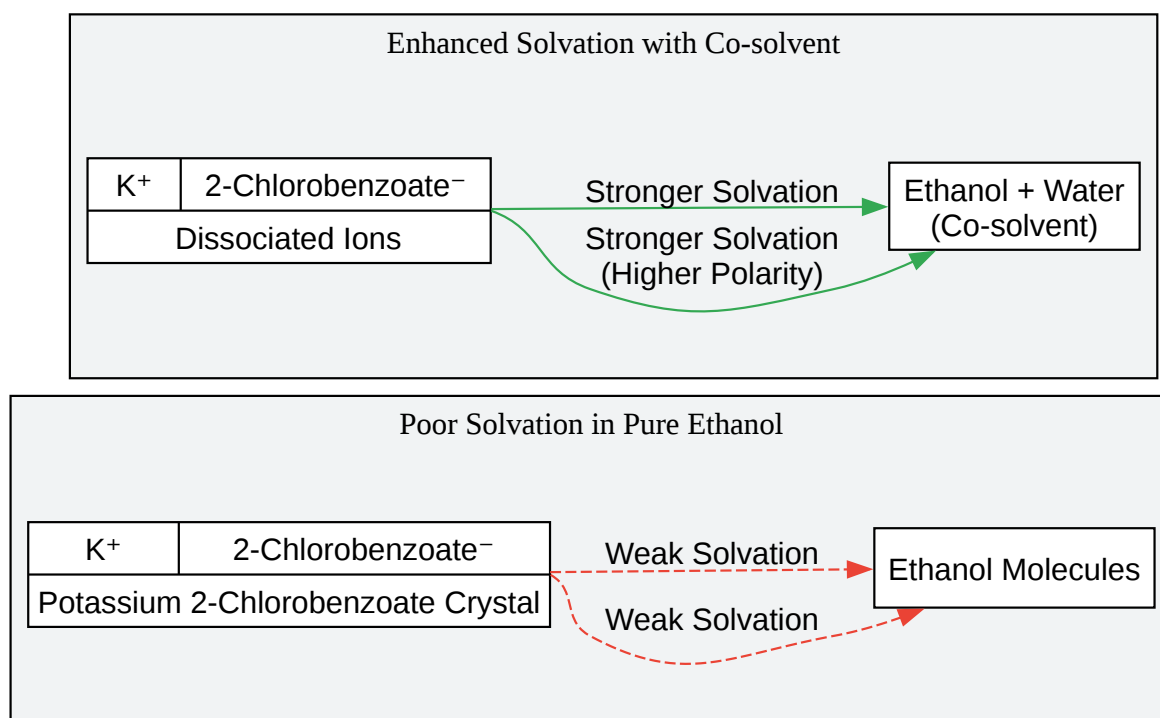 Enhanced Solvation with Co-solvent
K⁺ 2-Chlorobenzoate⁻
Dissociated Ions
Stronger Solvation
Stronger Solvation
(Higher Polarity)
Ethanol + Water
(Co-solvent)
Poor Solvation in Pure Ethanol
K⁺ 2-Chlorobenzoate⁻
Potassium 2-Chlorobenzoate Crystal
Weak Solvation
Weak Solvation
Ethanol Molecules